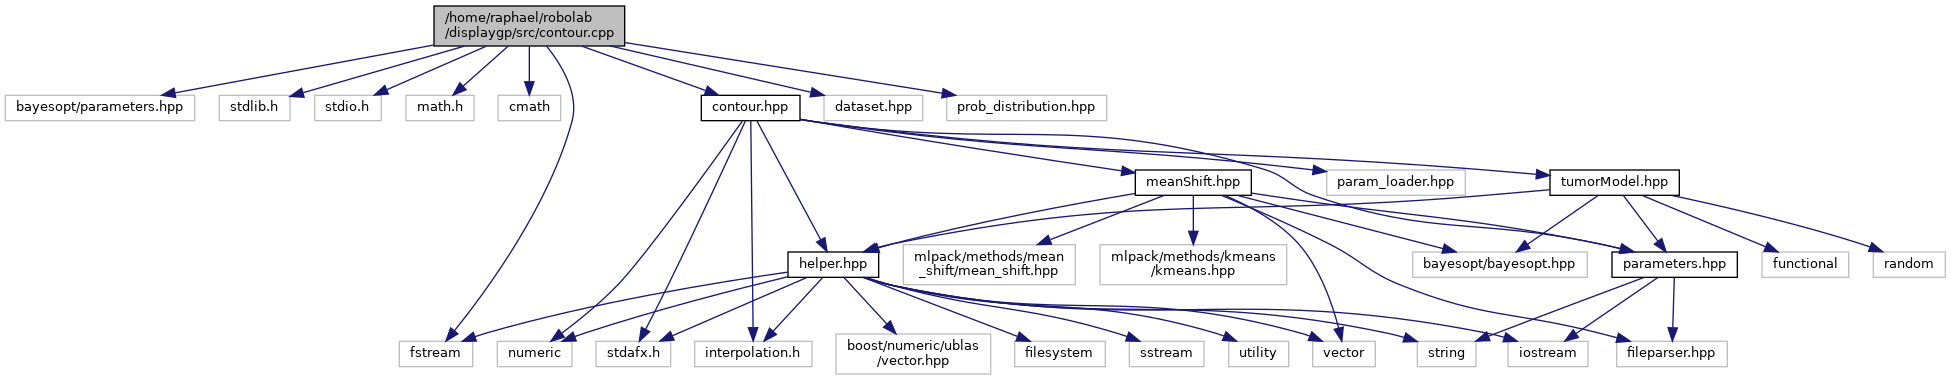 /home/raphael/robolab
/displaygp/src/contour.cpp
bayesopt/parameters.hpp
stdlib.h
stdio.h
math.h
cmath
contour.hpp
dataset.hpp
prob_distribution.hpp
meanShift.hpp
param_loader.hpp
tumorModel.hpp
helper.hpp
mlpack/methods/mean
_shift/mean_shift.hpp
mlpack/methods/kmeans
/kmeans.hpp
bayesopt/bayesopt.hpp
parameters.hpp
functional
random
fstream
numeric
stdafx.h
interpolation.h
boost/numeric/ublas
/vector.hpp
filesystem
sstream
utility
vector
string
iostream
fileparser.hpp